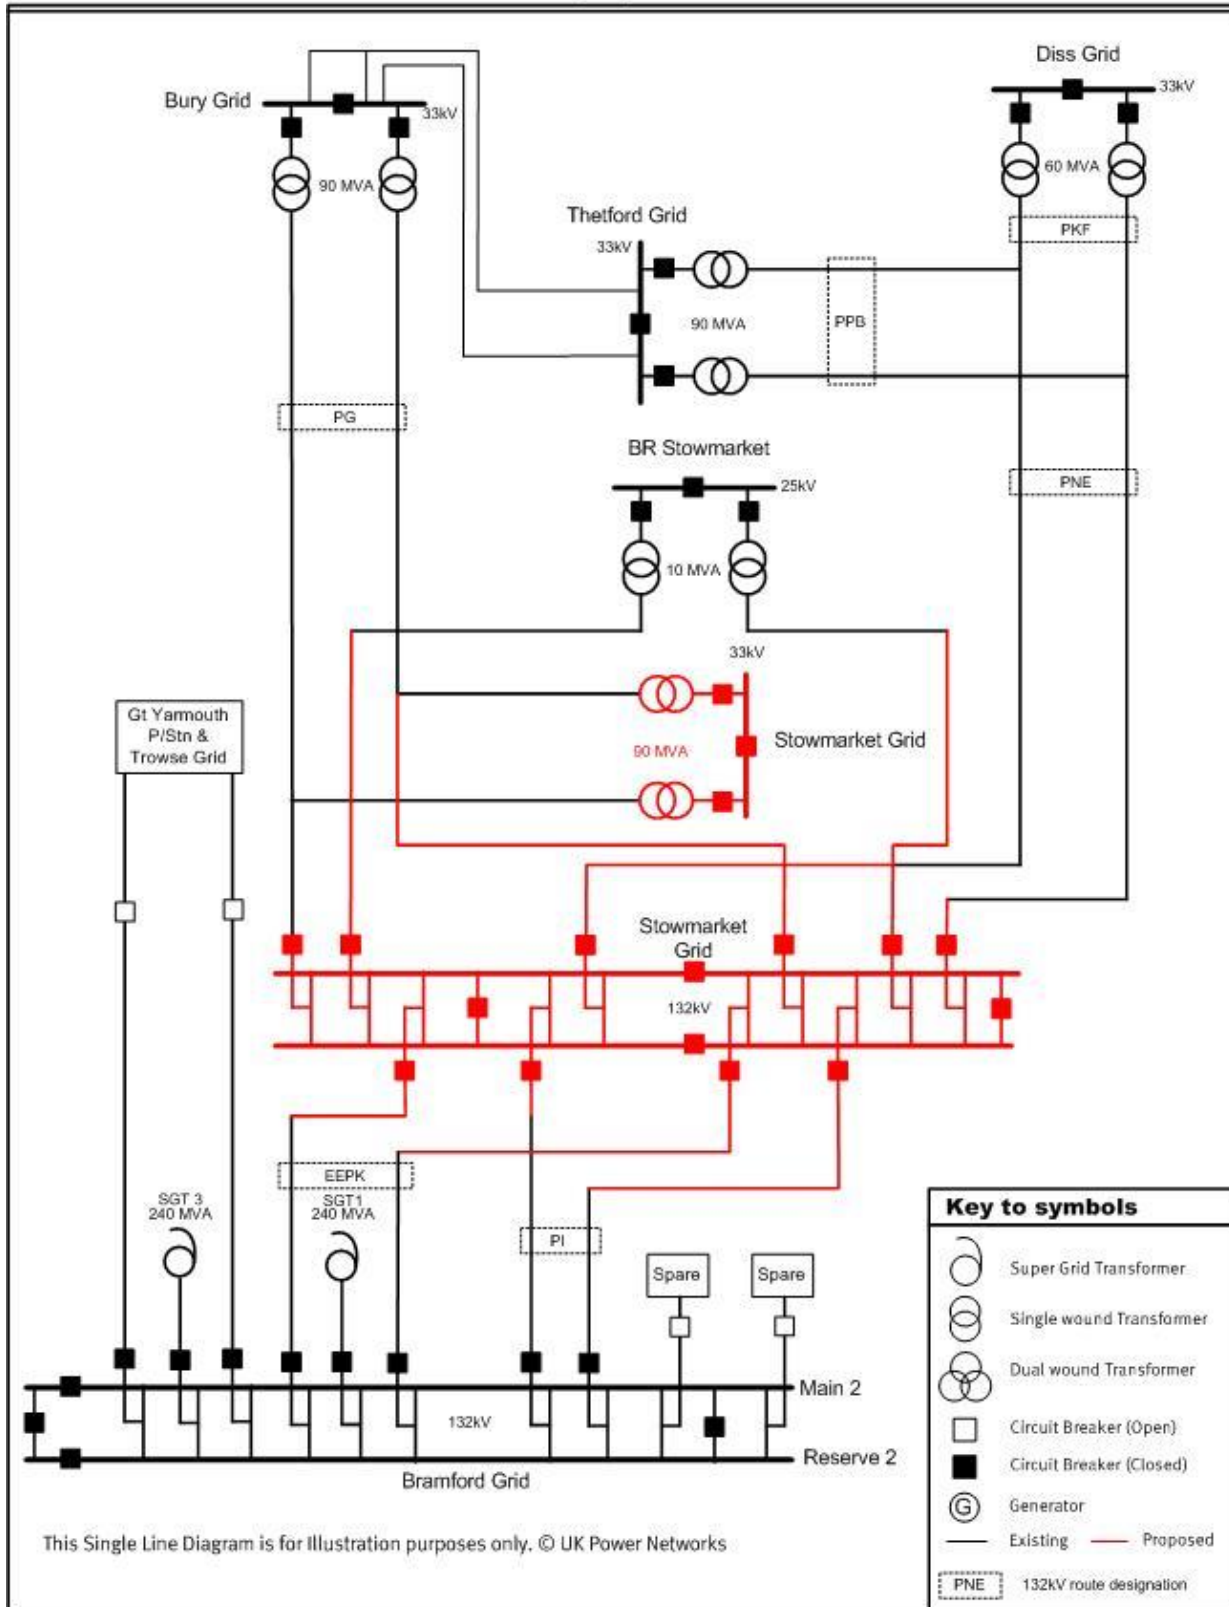 Diss Grid
Bury Grid
33kV
33kV
90 MVA
60 MVA
Thetford Grid
PKF
33kV
90 MVA
PPB
PG
BR Stowmarket
25kV
PNE
10 MVA
33kV
Gt Yarmouth
P/Stn &
Trowse Grid
90 MVA
Stowmarket Grid
Stowmarket
Grid
132kV
EEPK
SGT 3
240 MVA
SGT1
240 MVA
PI
Spare
Spare
Main 2
132kV
Reserve 2
Bramford Grid
Key to symbols
Super Grid Transformer
Single wound Transformer
Dual wound Transformer
Circuit Breaker (Open)
Circuit Breaker (Closed)
G Generator
Existing Proposed
PNE 132kV route designation
This Single Line Diagram is for Illustration purposes only. © UK Power Networks